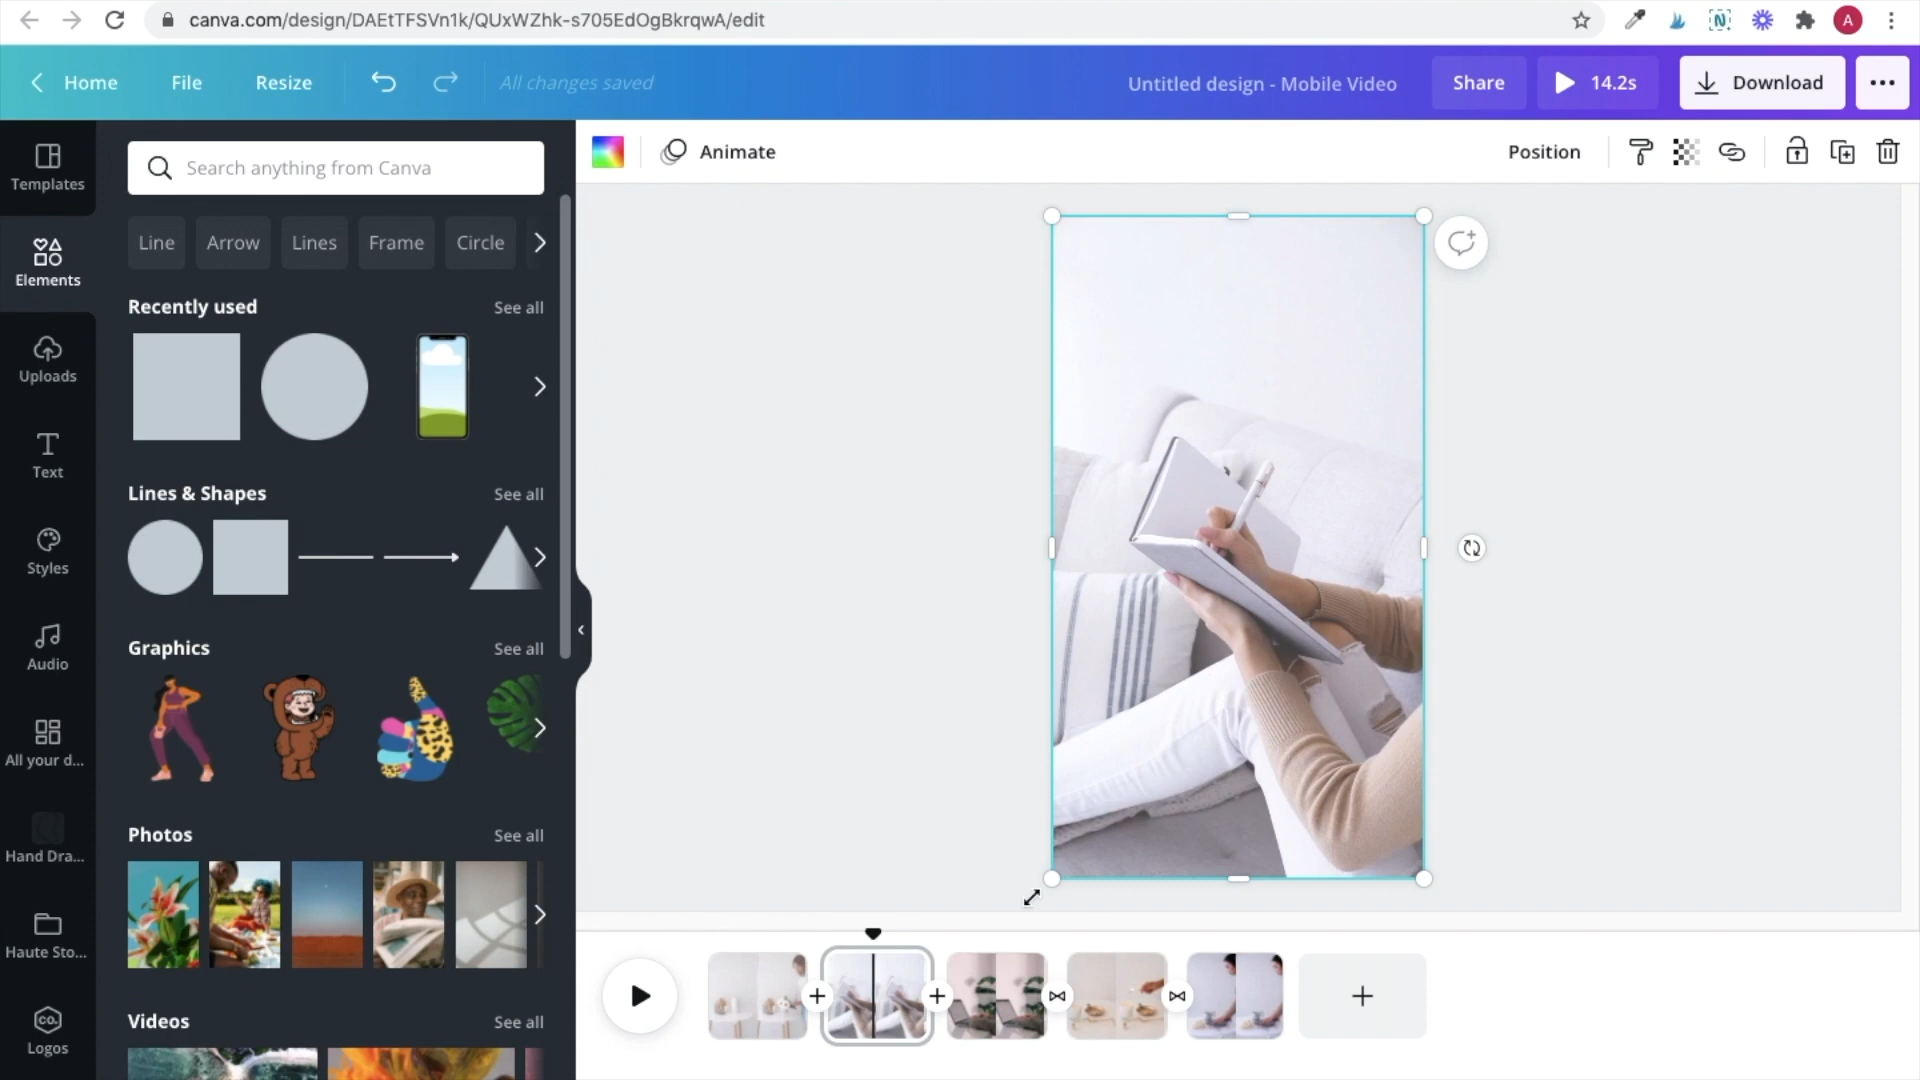 canva.com/design/DAEtTFSVn1k/QUxWZhk-s705EdOgBkrqwA/edit
A
Home File Resize All changes saved Untitled design - Mobile Video Share 14.2s Download
Templates
Elements
Uploads
Text
Styles
Audio
All your d...
Hand Dra...
Haute Sto...
CO.
Logos
Search anything from Canva
Line Arrow Lines Frame Circle
Recently used See all
Lines & Shapes See all
Graphics See all
Photos See all
Videos See all
Animate Position